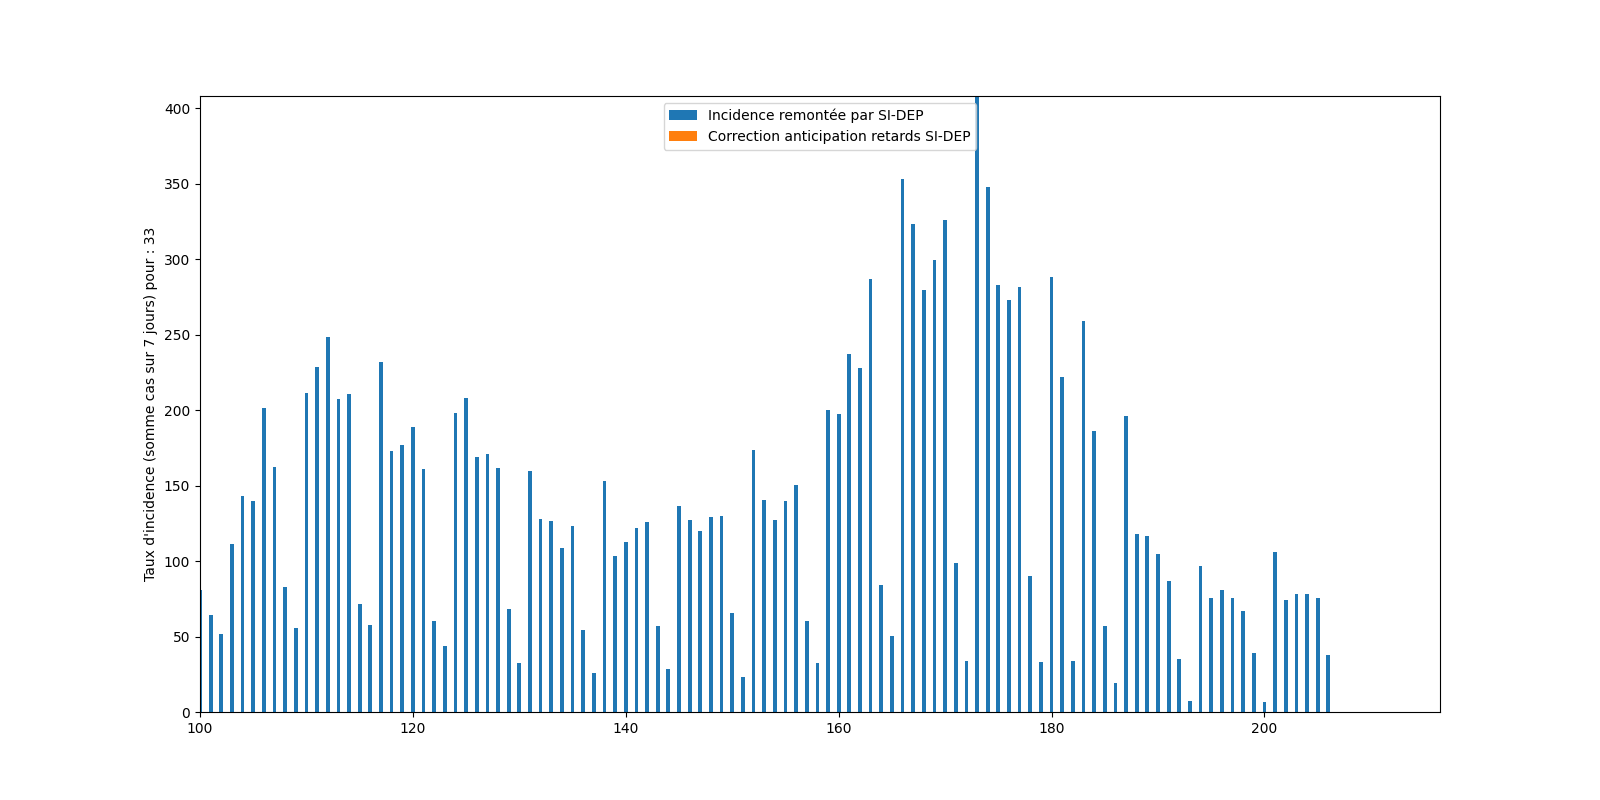 Incidence remontée par SI-DEP
Correction anticipation retards SI-DEP
Taux d'incidence (somme cas sur 7 jours) pour : 33
400
350
300
250
200
150
100
50
0
100 120 140 160 180 200